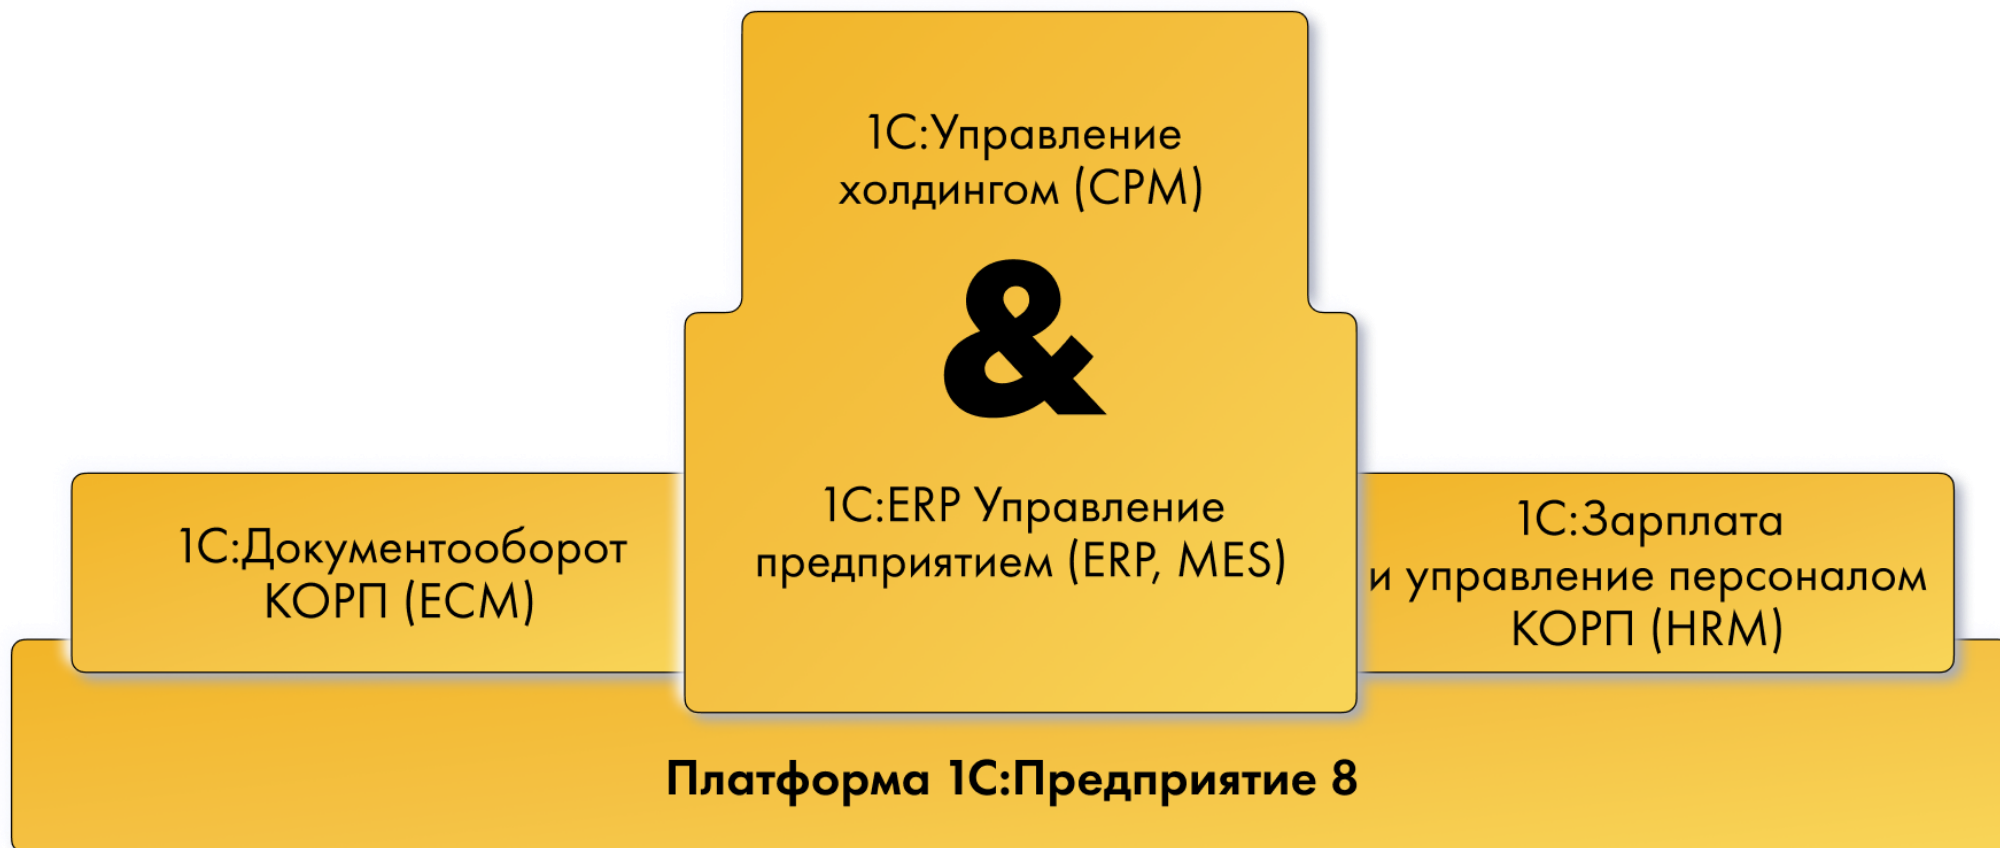 1С:Управление
холдингом (CPM)
&
1С:ERP Управление
предприятием (ERP, MES)
1С:Документооборот
КОРП (ECM)
1С:Зарплата
и управление персоналом
КОРП (HRM)
Платформа 1С:Предприятие 8